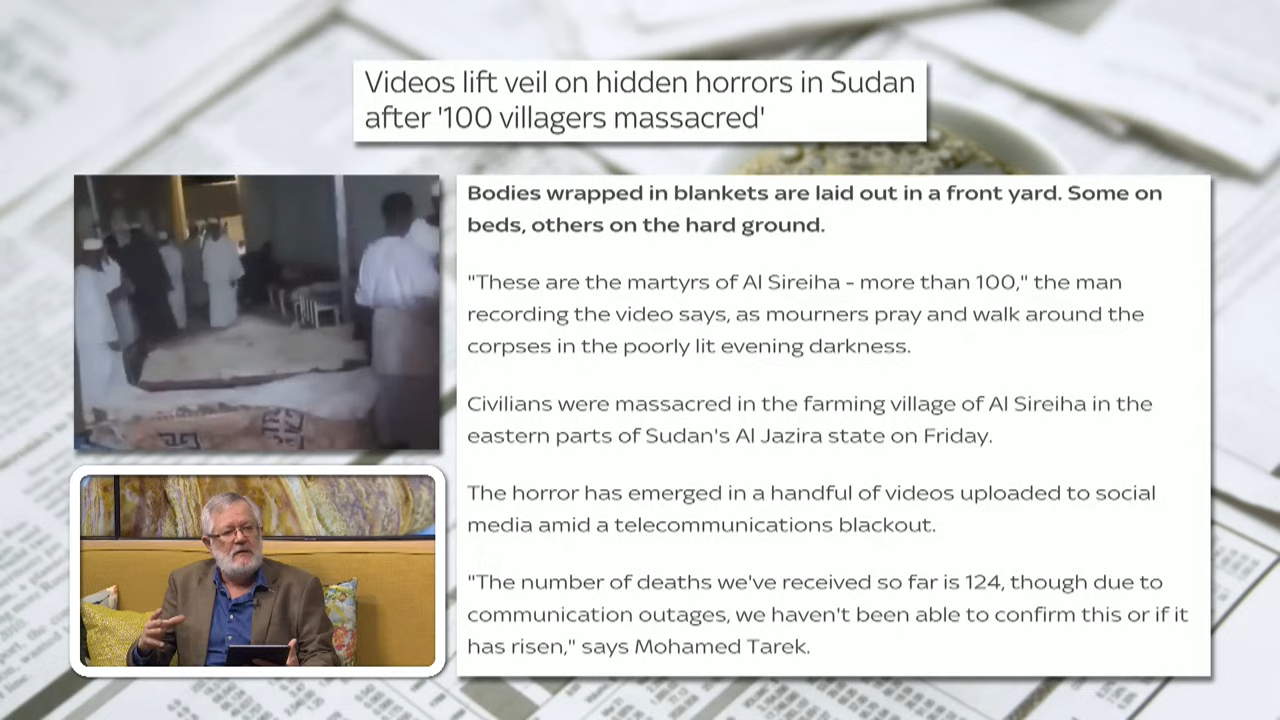 Videos lift veil on hidden horrors in Sudan
after '100 villagers massacred'
Bodies wrapped in blankets are laid out in a front yard. Some on
beds, others on the hard ground.
"These are the martyrs of Al Sireiha - more than 100," the man
recording the video says, as mourners pray and walk around the
corpses in the poorly lit evening darkness.
Civilians were massacred in the farming village of Al Sireiha in the
eastern parts of Sudan's Al Jazira state on Friday.
The horror has emerged in a handful of videos uploaded to social
media amid a telecommunications blackout.
"The number of deaths we've received so far is 124, though due to
communication outages, we haven't been able to confirm this or if it
has risen," says Mohamed Tarek.